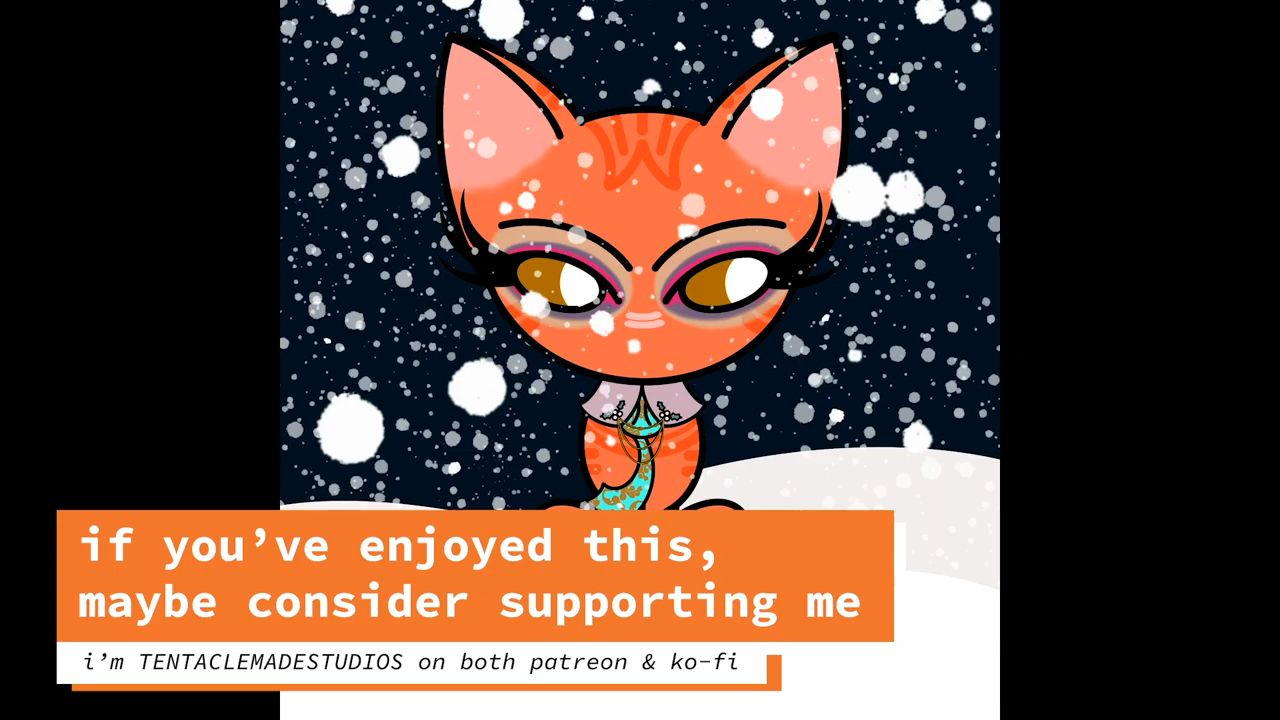 if you’ve enjoyed this,
maybe consider supporting me
i’m TENTACLEMADESTUDIOS on both patreon & ko-fi